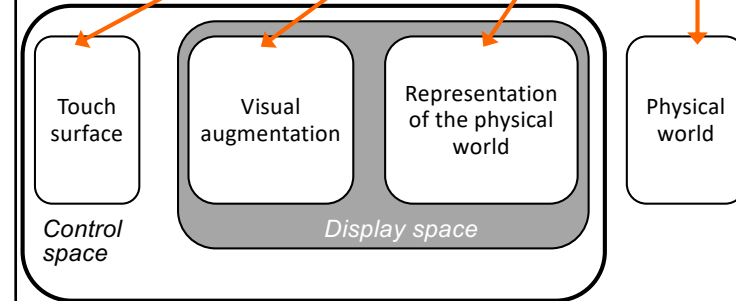 Touch
surface
Visual
augmentation
Representation
of the physical
world
Physical
world
Control
space
Display space